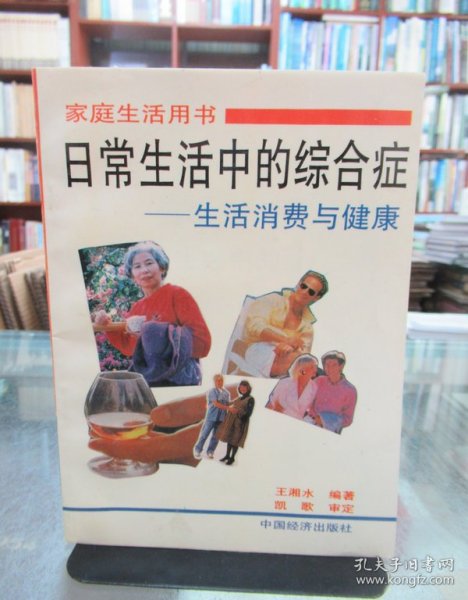 家庭生活用书
日常生活中的综合症
——生活消费与健康
王湘水 编著
凯歌 审定
中国经济出版社
孔夫子旧书网
www.kongfz.com